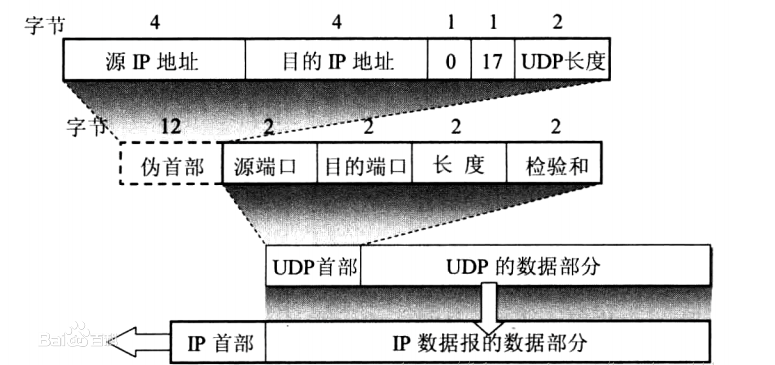 字节 4 4 1 1 2
源 IP 地址 目的 IP 地址 0 17 UDP长度
字节 12 2 2 2 2
伪首部 源端口 目的端口 长 度 检验和
UDP首部 UDP 的数据部分
Bai 百科 IP 首部 IP 数据报的数据部分